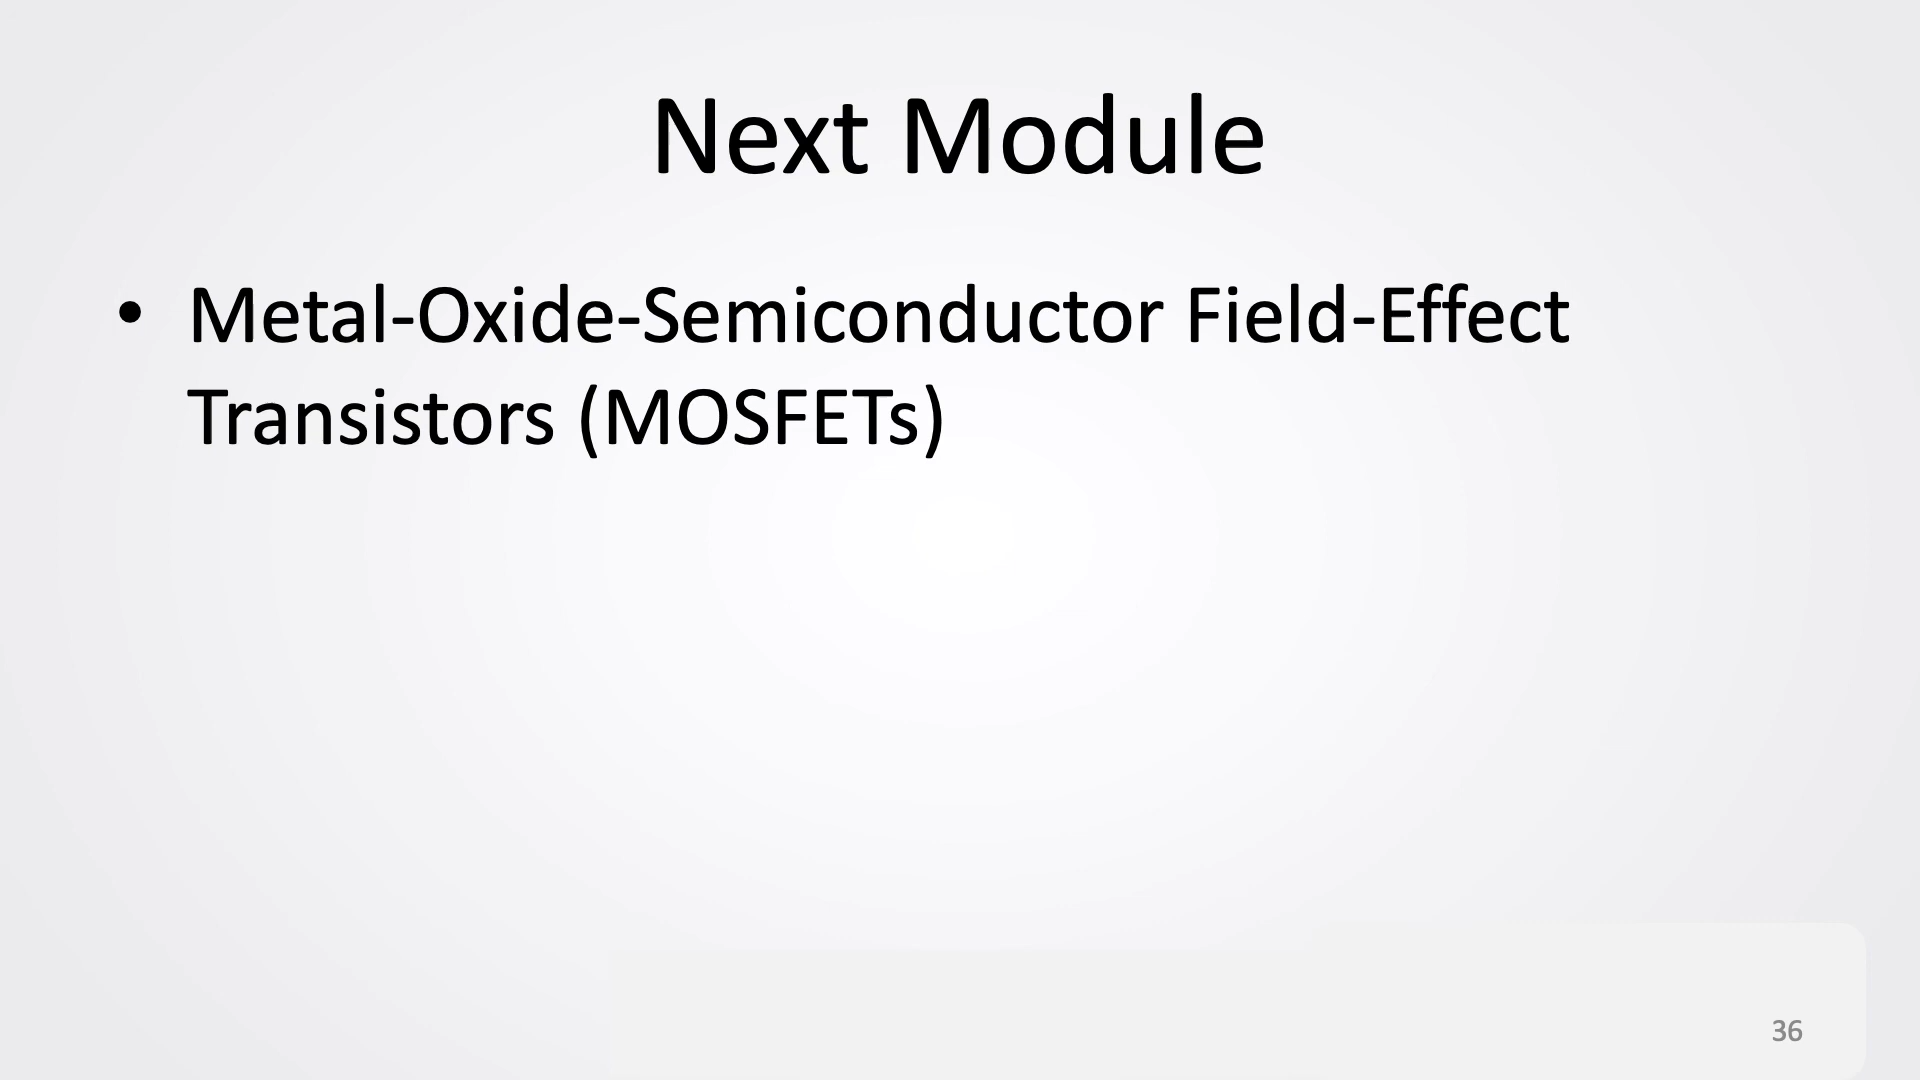 Next Module
• Metal-Oxide-Semiconductor Field-Effect
Transistors (MOSFETs)
36